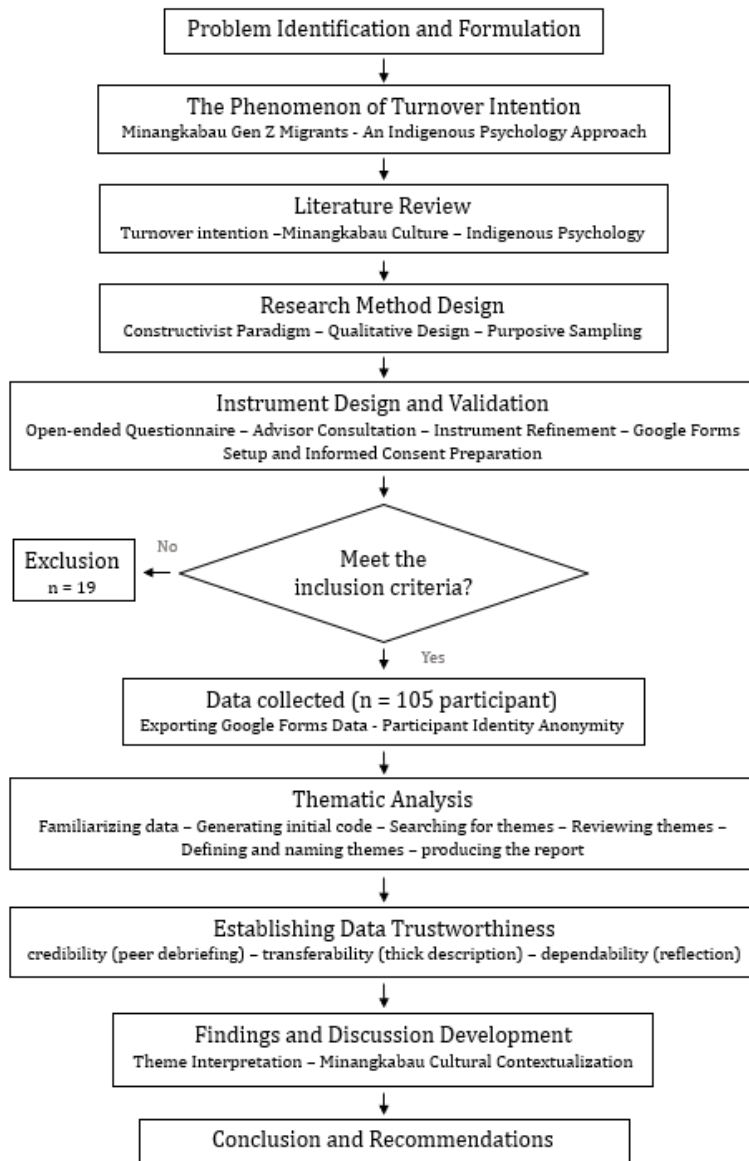 Problem Identification and Formulation
The Phenomenon of Turnover Intention
Minangkabau Gen Z Migrants - An Indigenous Psychology Approach
Literature Review
Turnover intention –Minangkabau Culture – Indigenous Psychology
Research Method Design
Constructivist Paradigm – Qualitative Design – Purposive Sampling
Instrument Design and Validation
Open-ended Questionnaire – Advisor Consultation – Instrument Refinement – Google Forms
Setup and Informed Consent Preparation
Meet the
inclusion criteria?
No
Exclusion
n = 19
Yes
Data collected (n = 105 participant)
Exporting Google Forms Data - Participant Identity Anonymity
Thematic Analysis
Familiarizing data – Generating initial code – Searching for themes – Reviewing themes –
Defining and naming themes – producing the report
Establishing Data Trustworthiness
credibility (peer debriefing) – transferability (thick description) – dependability (reflection)
Findings and Discussion Development
Theme Interpretation – Minangkabau Cultural Contextualization
Conclusion and Recommendations